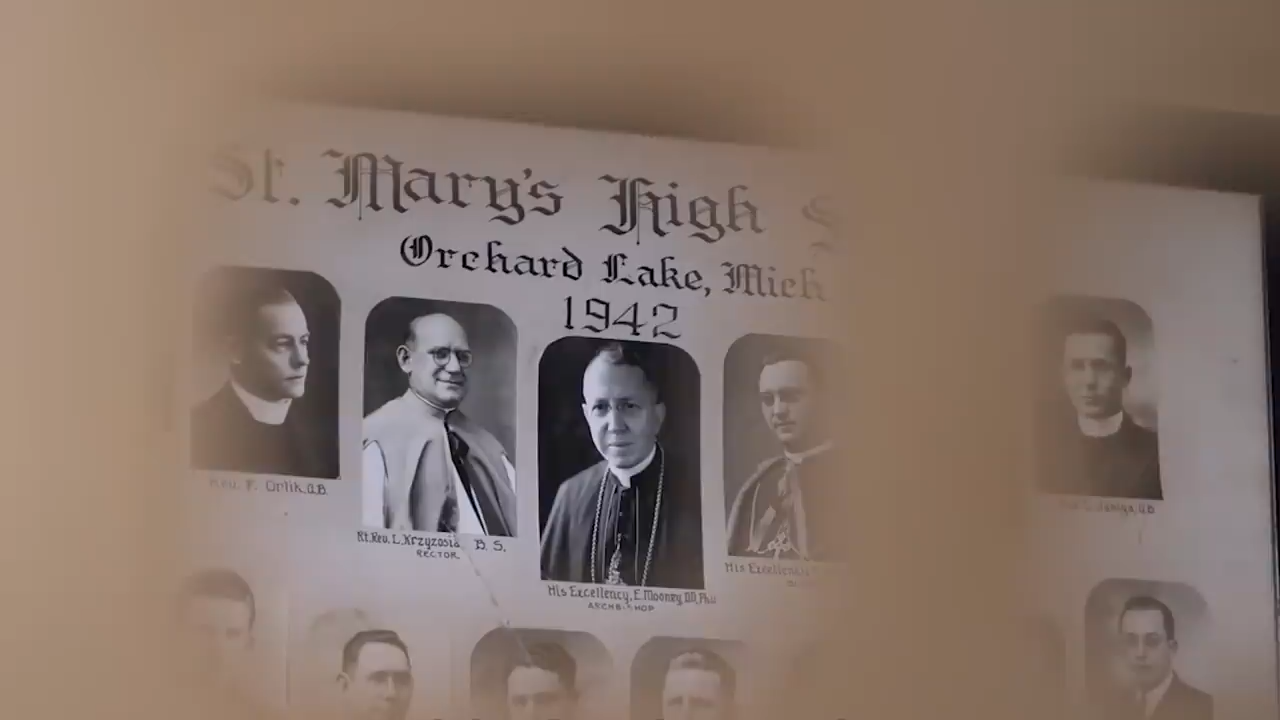 St. Mary's High
Orchard Lake, Mich
1942
Rev. F. Orlik, A.B.
Rt. Rev. L. Krzyzosia B. S.
RECTOR
His Excellency, E. Mooney, DD, Ph.D
ARCHBISHOP
His Excellency